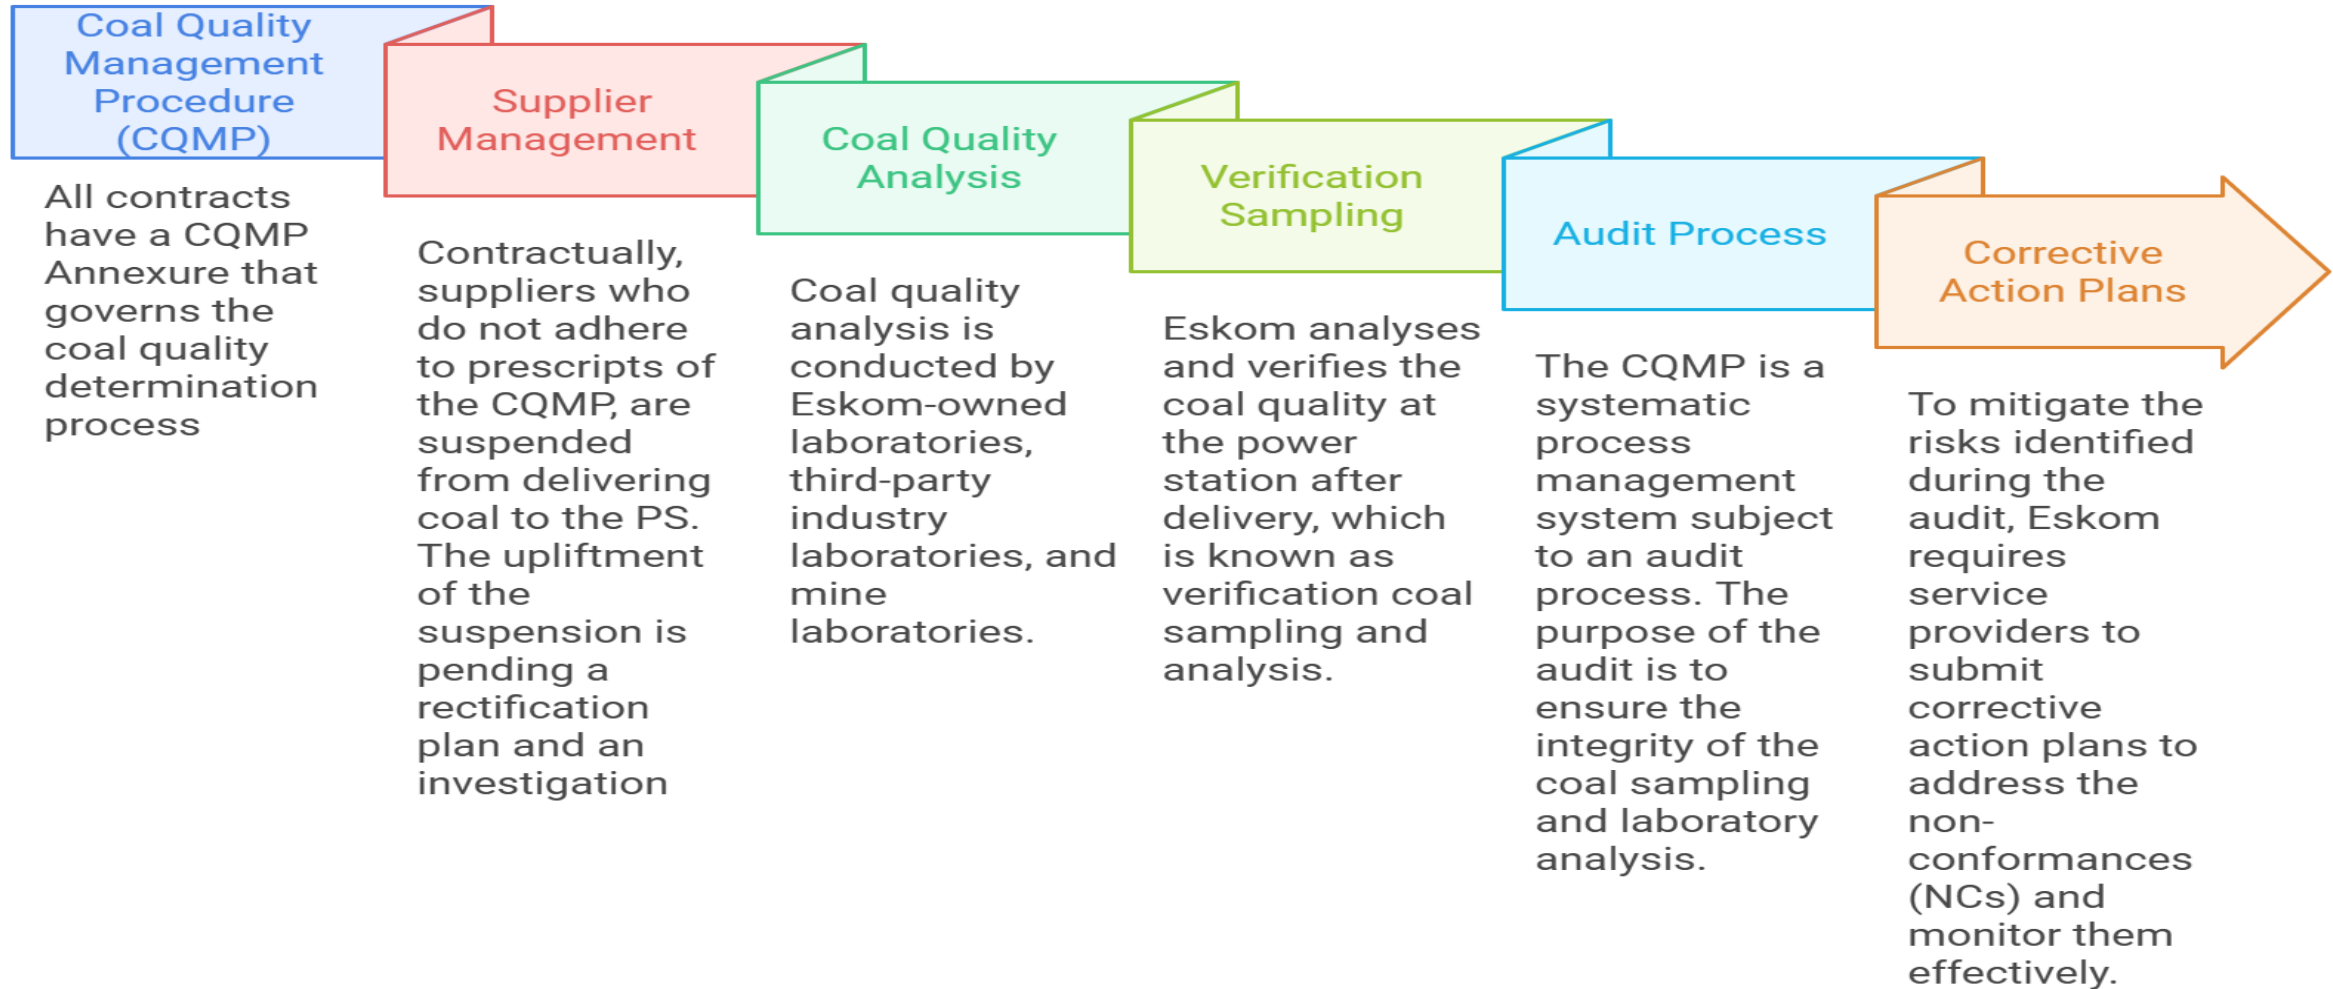 Coal Quality
Management
Procedure
(CQMP)
All contracts
have a CQMP
Annexure that
governs the
coal quality
determination
process
Supplier
Management
Contractually,
suppliers who
do not adhere
to prescripts of
the CQMP, are
suspended
from delivering
coal to the PS.
The upliftment
of the
suspension is
pending a
rectification
plan and an
investigation
Coal Quality
Analysis
Coal quality
analysis is
conducted by
Eskom-owned
laboratories,
third-party
industry
laboratories, and
mine
laboratories.
Verification
Sampling
Eskom analyses
and verifies the
coal quality at
the power
station after
delivery, which
is known as
verification coal
sampling and
analysis.
Audit Process
The CQMP is a
systematic
process
management
system subject
to an audit
process. The
purpose of the
audit is to
ensure the
integrity of the
coal sampling
and laboratory
analysis.
Corrective
Action Plans
To mitigate the
risks identified
during the
audit, Eskom
requires
service
providers to
submit
corrective
action plans to
address the
non-
conformances
(NCs) and
monitor them
effectively.